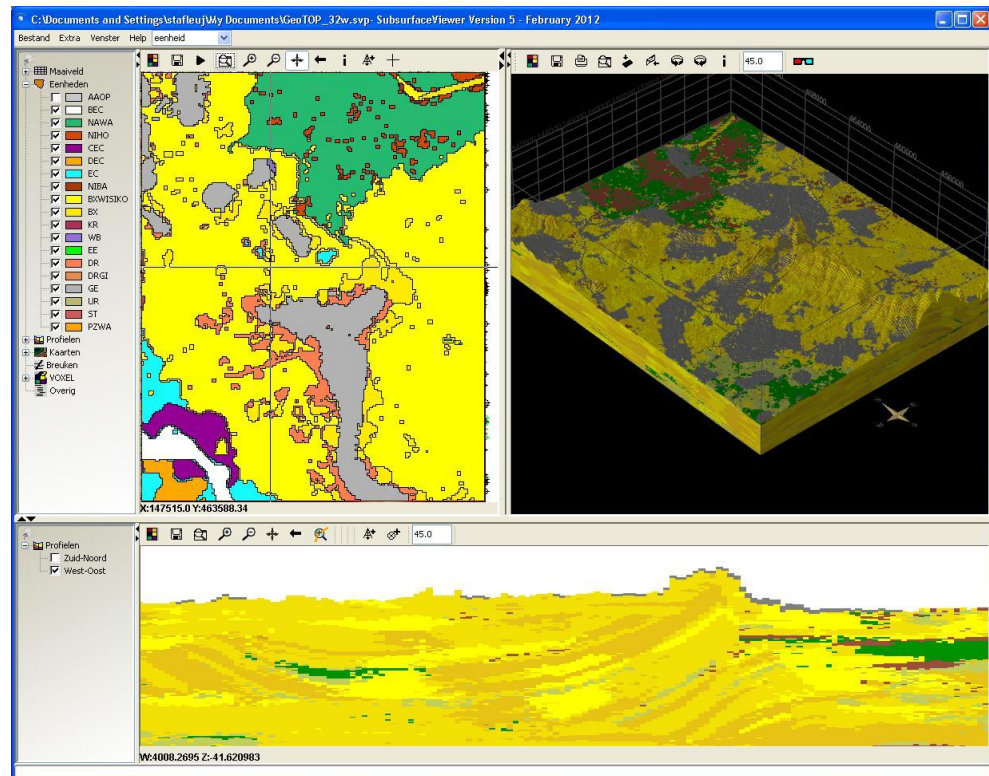 C:\Documents and Settings\stafleuj\My Documents\GeoTOP_32w.svp- SubsurfaceViewer Version 5 - February 2012
Bestand Extra Venster Help eenheid
Maaiveld
Eenheden
AAOP
BEC
NAWA
NIHO
CEC
DEC
EC
NIBA
BXWISIKO
BX
KR
WB
EE
DR
DRGI
GE
UR
ST
PZWA
Profielen
Kaarten
Breuken
VOXEL
Overig
X:147515.0 Y:463588.34
45.0
Profielen
Zuid-Noord
West-Oost
45.0
W:4008.2695 Z:-41.620983